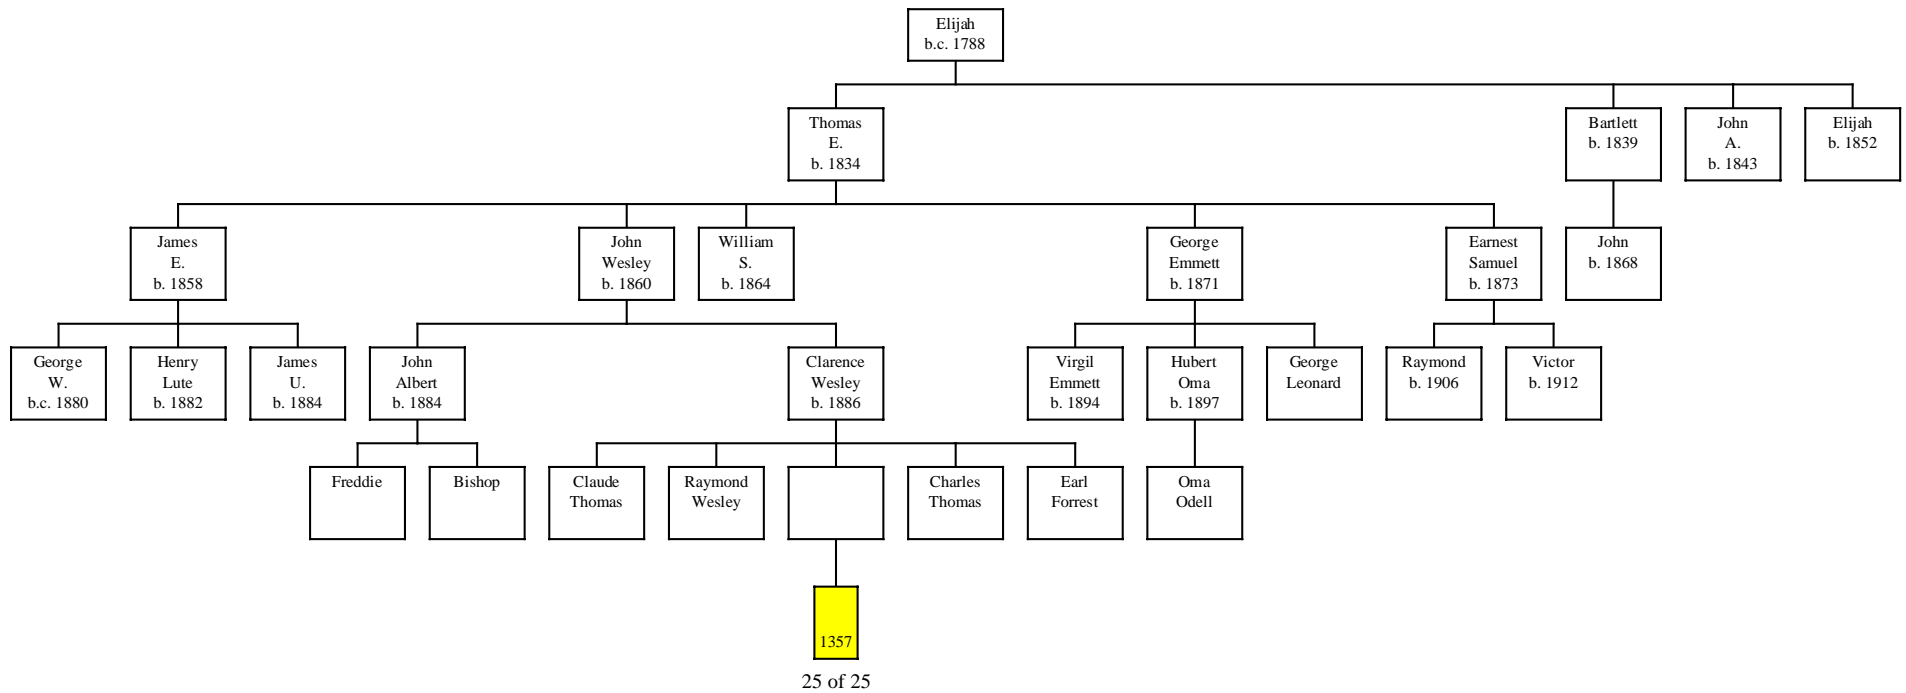 Elijah
b.c. 1788
Thomas
E.
b. 1834
Bartlett
b. 1839
John
A.
b. 1843
Elijah
b. 1852
James
E.
b. 1858
John
Wesley
b. 1860
William
S.
b. 1864
George
Emmett
b. 1871
Earnest
Samuel
b. 1873
John
b. 1868
George
W.
b.c. 1880
Henry
Lute
b. 1882
James
U.
b. 1884
John
Albert
b. 1884
Clarence
Wesley
b. 1886
Virgil
Emmett
b. 1894
Hubert
Oma
b. 1897
George
Leonard
Raymond
b. 1906
Victor
b. 1912
Freddie
Bishop
Claude
Thomas
Raymond
Wesley
Charles
Thomas
Earl
Forrest
Oma
Odell
1357
25 of 25